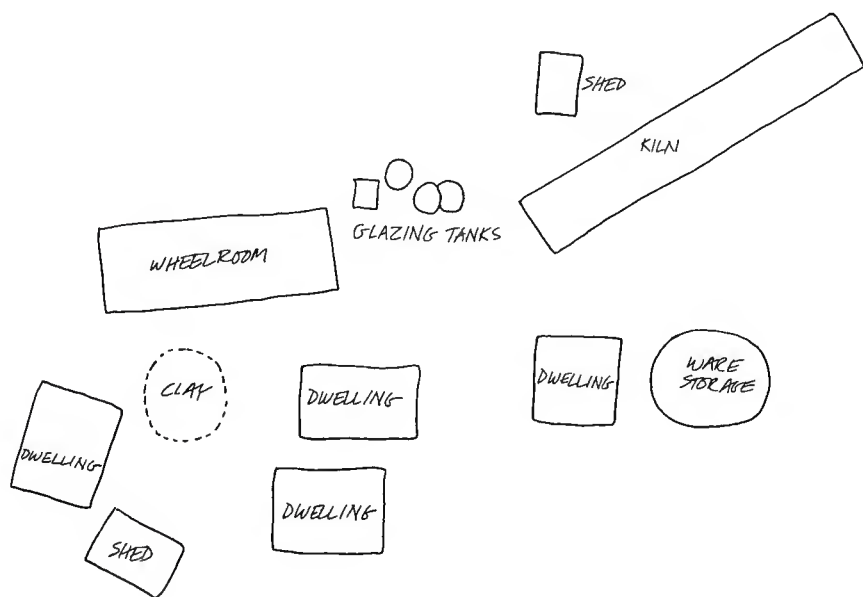 SHED
KILN
GLAZING TANKS
WHEELROOM
WARE
STORAGE
DWELLING
CLAY
DWELLING
DWELLING
DWELLING
SHED